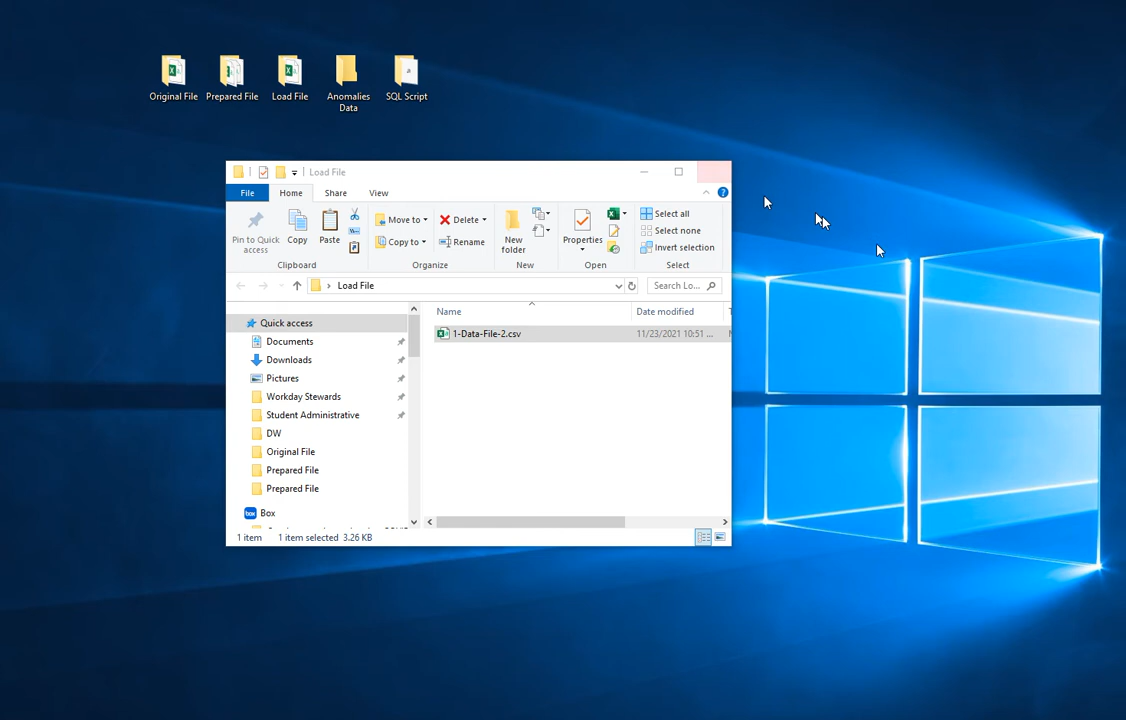 Original File
Prepared File
Load File
Anomalies
Data
SQL Script
Load File
File
Home
Share
View
Pin to Quick
access
Copy
Paste
Clipboard
Move to
Copy to
Delete
Rename
Organize
New
folder
New
Properties
Open
Select all
Select none
Invert selection
Select
Load File
Search Lo...
Quick access
Documents
Downloads
Pictures
Workday Stewards
Student Administrative
DW
Original File
Prepared File
Prepared File
Box
Name
Date modified
1-Data-File-2.csv
11/23/2021 10:51 ...
1 item
1 item selected 3.26 KB